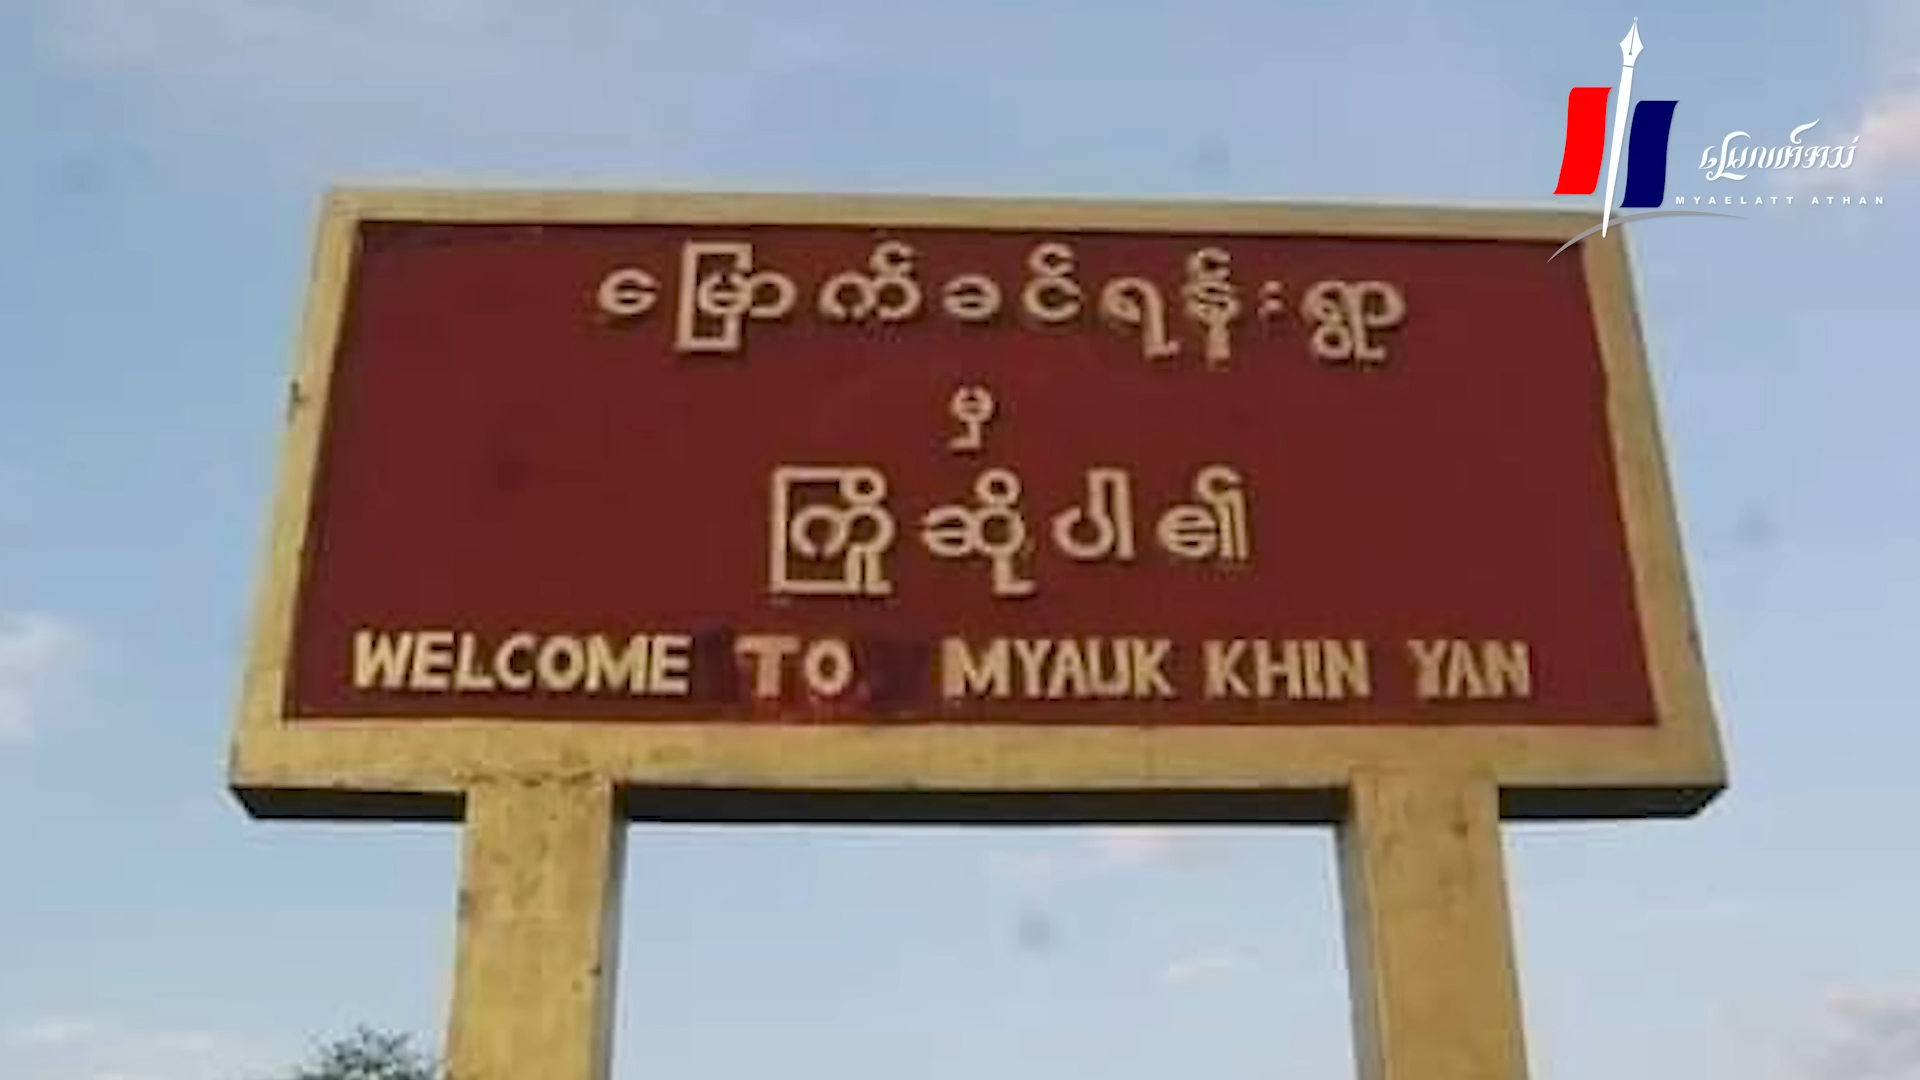 မြေလတ်အသံ
MYAELATT ATHAN
မြှောက်ခင်ရန်းရွာ
မှ
ကြိုဆိုပါ၏
WELCOME TO MYAUK KHIN YAN